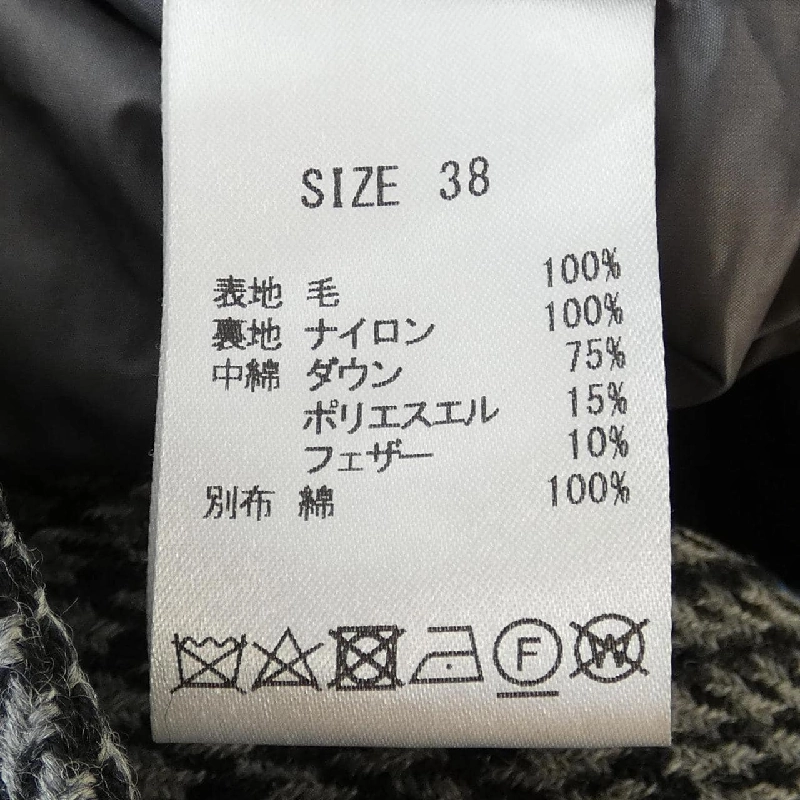 SIZE 38
表地 毛 100%
裏地 ナイロン 100%
中綿 ダウン 75%
ポリエスエル 15%
フェザー 10%
別布 綿 100%
F W